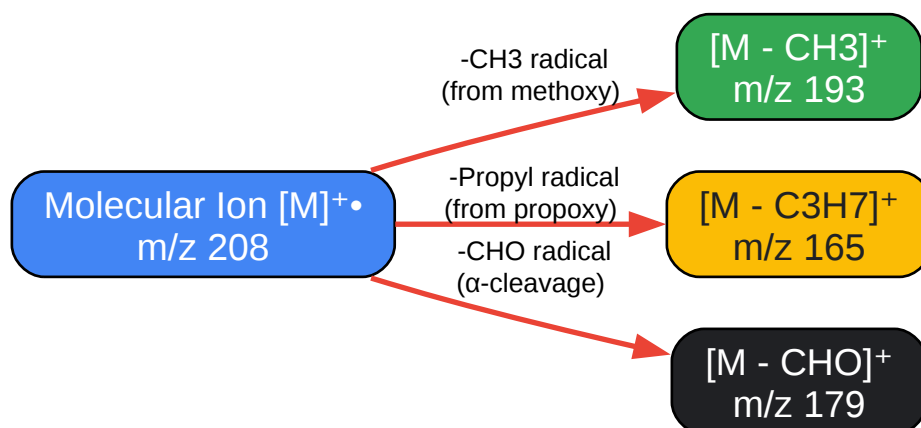 -CH3 radical
(from methoxy)
[M - CH3]⁺
m/z 193
Molecular Ion [M]⁺•
m/z 208
-Propyl radical
(from propoxy)
[M - C3H7]⁺
m/z 165
-CHO radical
(α-cleavage)
[M - CHO]⁺
m/z 179